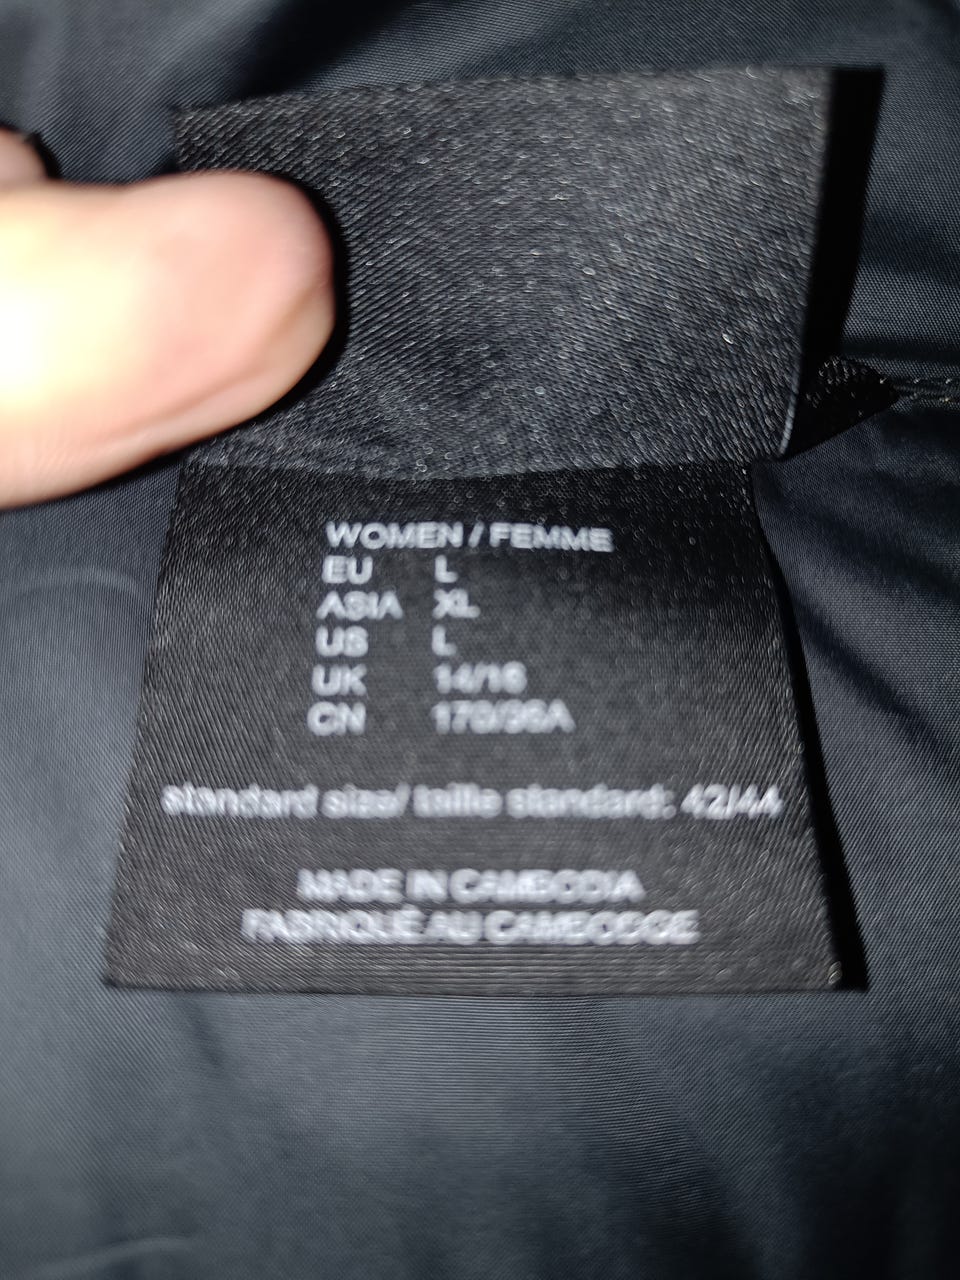 WOMEN / FEMME
EU L
ASIA XL
US L
UK 14/16
CN 170/96A
standard size/ taille standard: 42/44
MADE IN CAMBODIA
FABRIQUÉ AU CAMBODGE